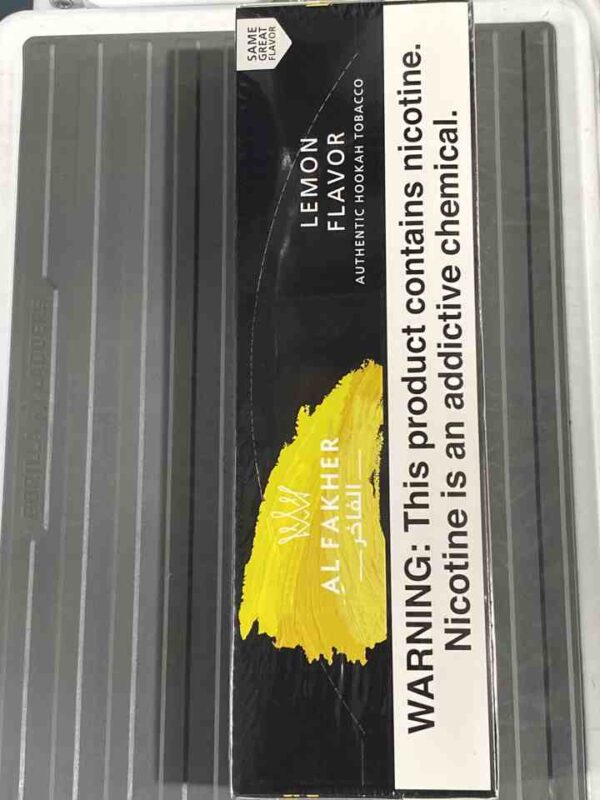 SAME
GREAT
FLAVOR
LEMON
FLAVOR
AUTHENTIC HOOKAH TOBACCO
AL FAKHER
الفاخر
WARNING: This product contains nicotine.
Nicotine is an addictive chemical.